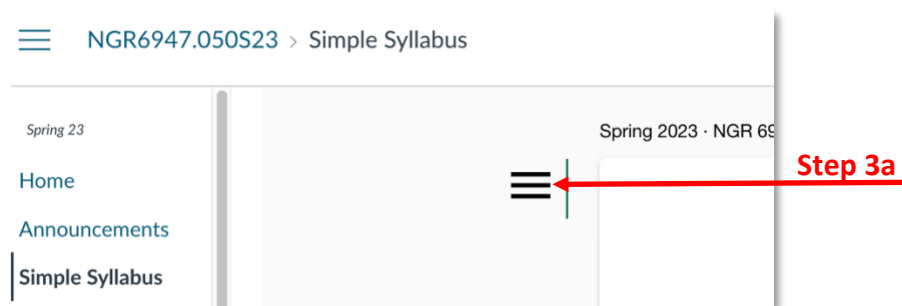 NGR6947.050S23 > Simple Syllabus
Spring 23
Spring 2023 · NGR 69
Step 3a
Home
Announcements
Simple Syllabus